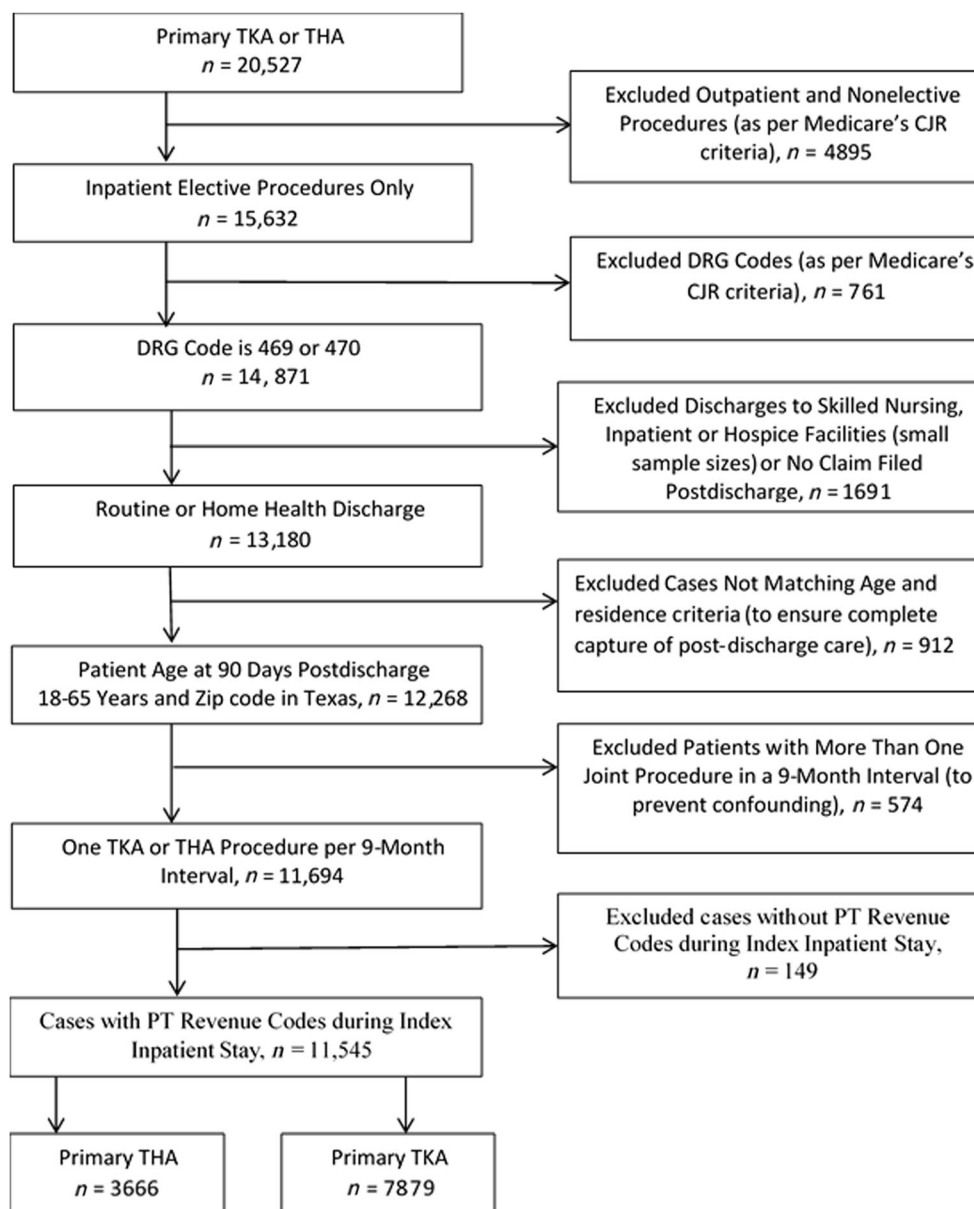 Primary TKA or THA
n = 20,527
Excluded Outpatient and Nonelective
Procedures (as per Medicare's CJR
criteria), n = 4895
Inpatient Elective Procedures Only
n = 15,632
Excluded DRG Codes (as per Medicare's
CJR criteria), n = 761
DRG Code is 469 or 470
n = 14, 871
Excluded Discharges to Skilled Nursing,
Inpatient or Hospice Facilities (small
sample sizes) or No Claim Filed
Postdischarge, n = 1691
Routine or Home Health Discharge
n = 13,180
Excluded Cases Not Matching Age and
residence criteria (to ensure complete
capture of post-discharge care), n = 912
Patient Age at 90 Days Postdischarge
18-65 Years and Zip code in Texas, n = 12,268
Excluded Patients with More Than One
Joint Procedure in a 9-Month Interval (to
prevent confounding), n = 574
One TKA or THA Procedure per 9-Month
Interval, n = 11,694
Excluded cases without PT Revenue
Codes during Index Inpatient Stay,
n = 149
Cases with PT Revenue Codes during Index
Inpatient Stay, n = 11,545
Primary THA
n = 3666
Primary TKA
n = 7879